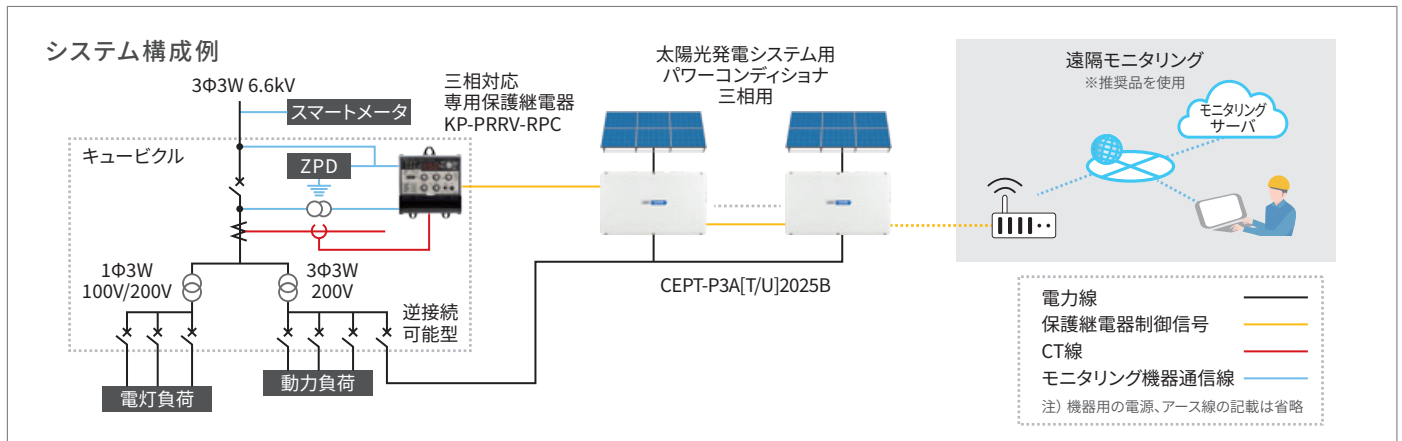 システム構成例
3Φ3W 6.6kV
スマートメータ
三相対応
専用保護継電器
KP-PRRV-RPC
キュービクル
ZPD
1Φ3W
100V/200V
3Φ3W
200V
逆接続
可能型
電灯負荷
動力負荷
太陽光発電システム用
パワーコンディショナ
三相用
CEPT-P3A[T/U]2025B
遠隔モニタリング
※推奨品を使用
モニタリング
サーバ
電力線
保護継電器制御信号
CT線
モニタリング機器通信線
注）機器用の電源、アース線の記載は省略